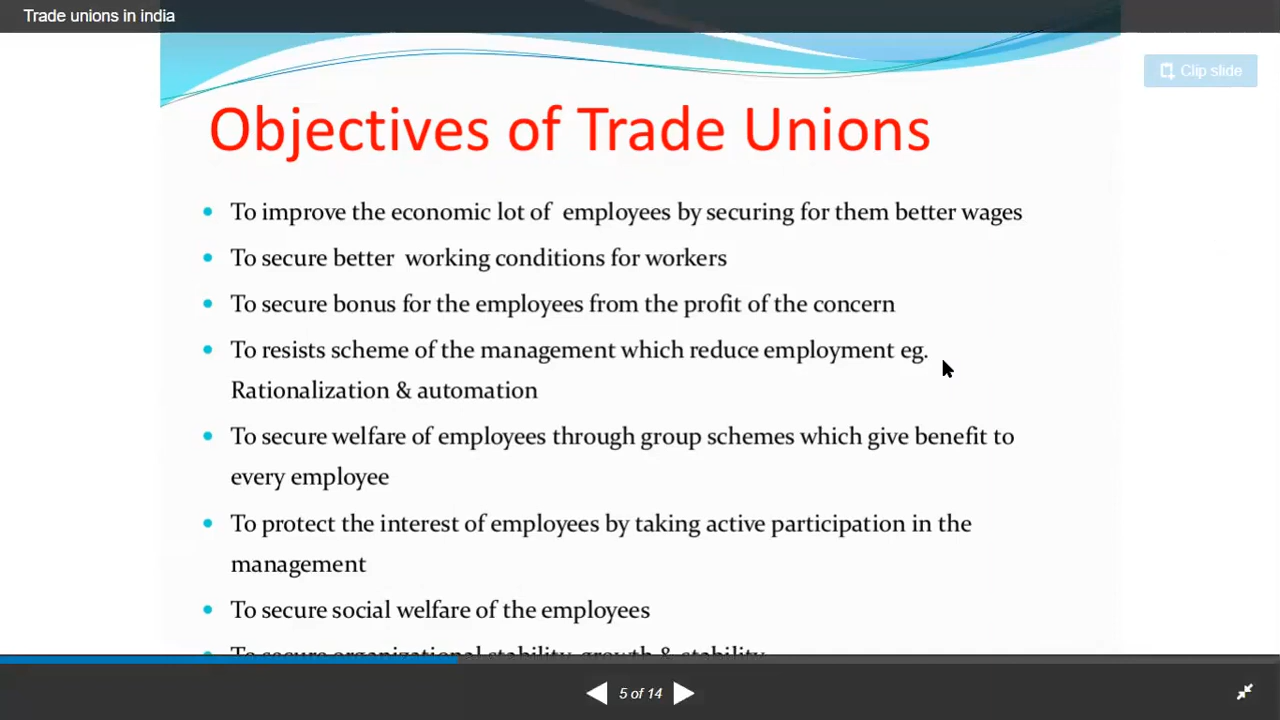 Trade unions in india
Clip slide
Objectives of Trade Unions
• To improve the economic lot of employees by securing for them better wages
• To secure better working conditions for workers
• To secure bonus for the employees from the profit of the concern
• To resists scheme of the management which reduce employment eg.
Rationalization & automation
• To secure welfare of employees through group schemes which give benefit to
every employee
• To protect the interest of employees by taking active participation in the
management
• To secure social welfare of the employees
• To secure organizational stability, growth & stability
5 of 14